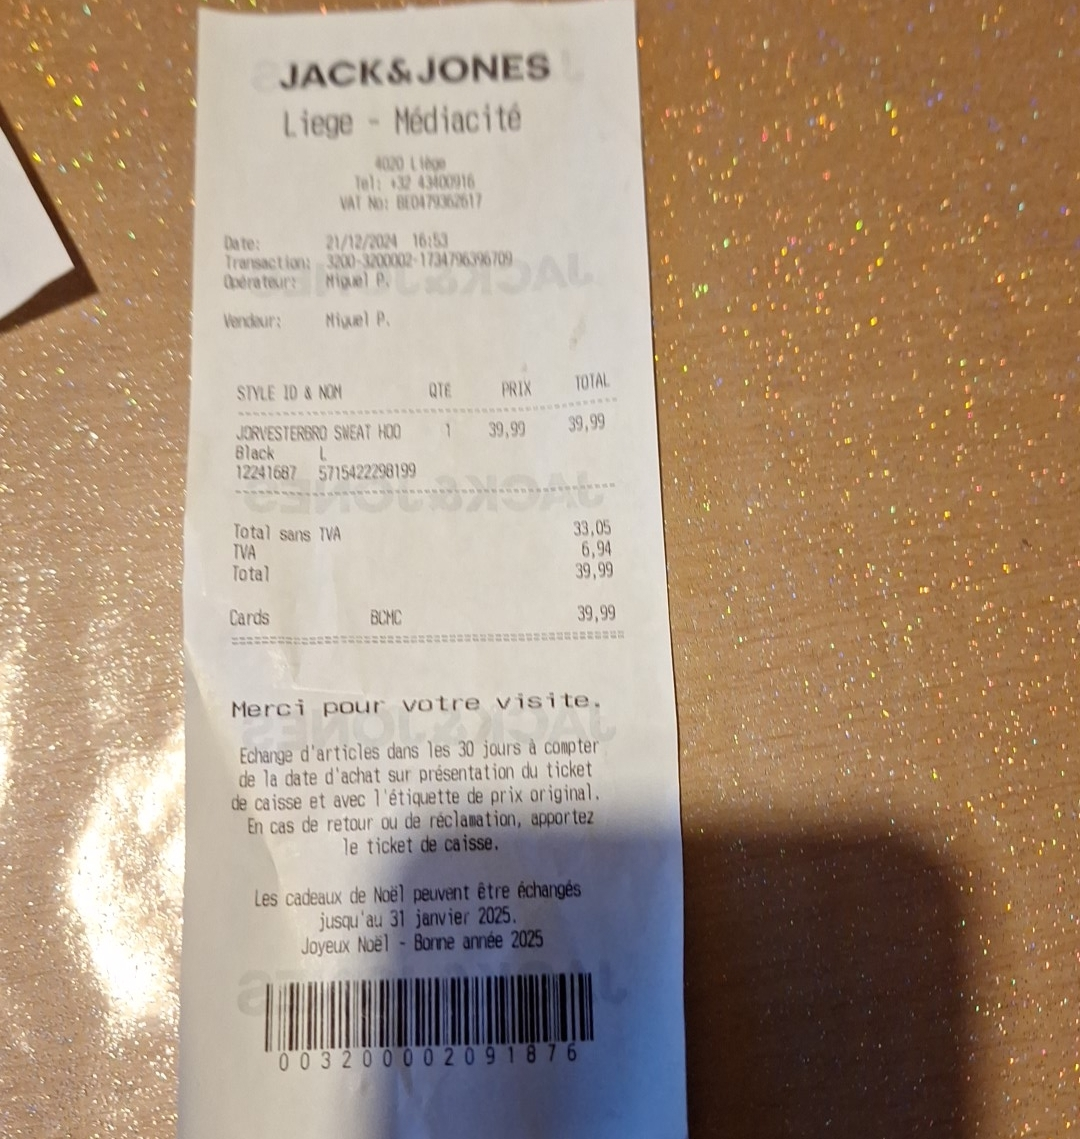 JACK&JONES
Liege - Médiacité
4020 Liège
Tel: +32 43400916
VAT No: BE0479362617
Date: 21/12/2024 16:53
Transaction: 3200-3200002-1734796396709
Opérateur: Miguel P.
Vendeur: Miguel P.
STYLE ID & NOM QTÉ PRIX TOTAL
JORVESTERBRO SWEAT HOO 1 39,99 39,99
Black L
12241687 5715422298199
Total sans TVA 33,05
TVA 6,94
Total 39,99
Cards BCMC 39,99
Merci pour votre visite.
Echange d'articles dans les 30 jours à compter
de la date d'achat sur présentation du ticket
de caisse et avec l'étiquette de prix original.
En cas de retour ou de réclamation, apportez
le ticket de caisse.
Les cadeaux de Noël peuvent être échangés
jusqu'au 31 janvier 2025.
Joyeux Noël - Bonne année 2025
003200002091876